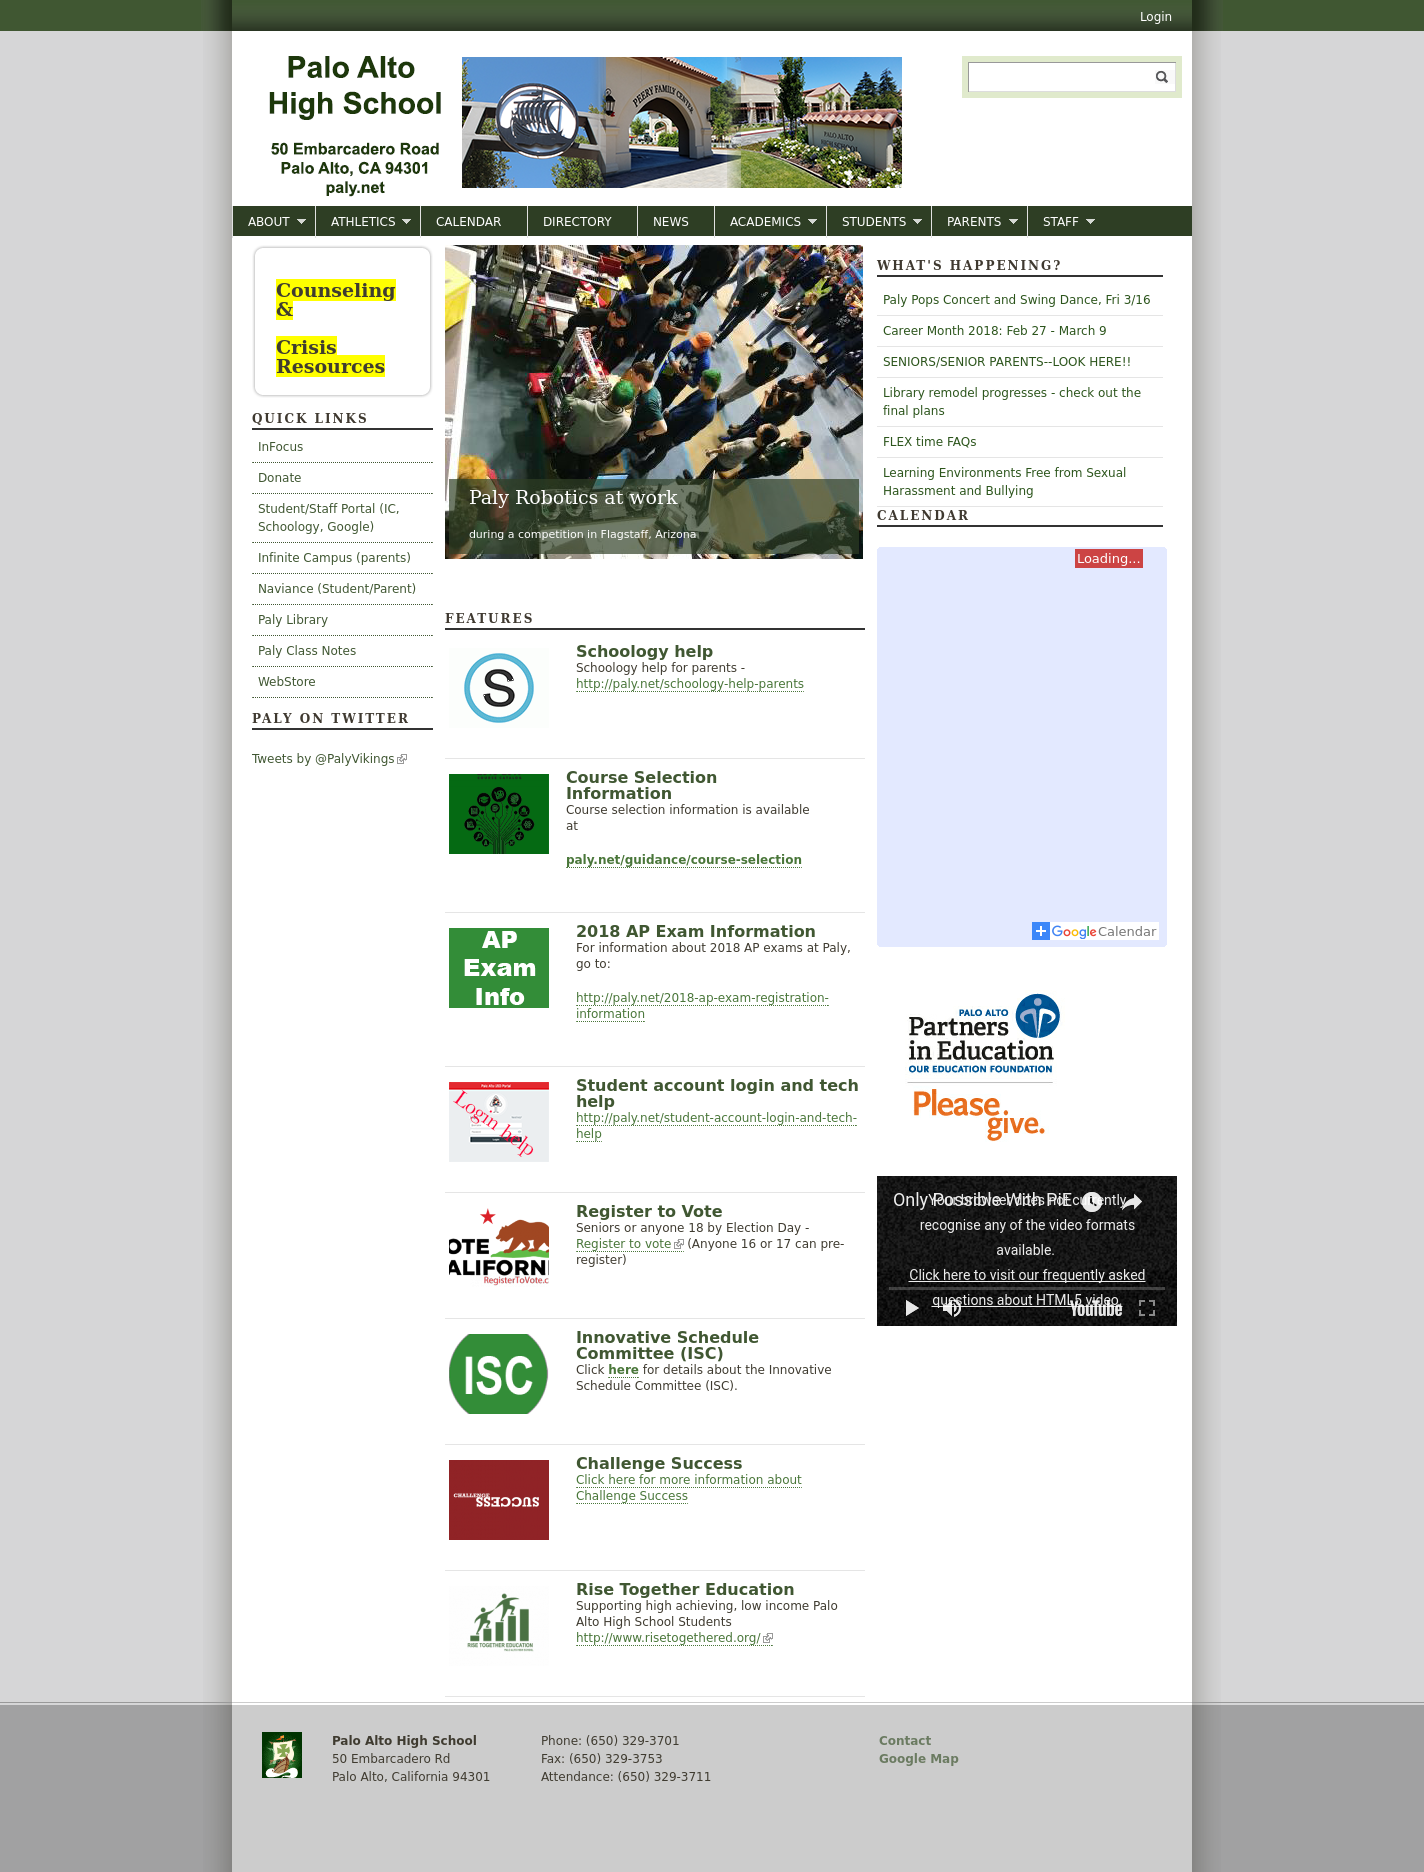 Login
Palo Alto
High School
50 Embarcadero Road
Palo Alto, CA 94301
paly.net
PEERY FAMILY CENTER
PALO ALTO
HIGH SCHOOL
ABOUT
ATHLETICS
CALENDAR
DIRECTORY
NEWS
ACADEMICS
STUDENTS
PARENTS
STAFF
Counseling
&
Crisis
Resources
QUICK LINKS
InFocus
Donate
Student/Staff Portal (IC,
Schoology, Google)
Infinite Campus (parents)
Naviance (Student/Parent)
Paly Library
Paly Class Notes
WebStore
PALY ON TWITTER
Tweets by @PalyVikings
Paly Robotics at work
during a competition in Flagstaff, Arizona
FEATURES
S
Schoology help
Schoology help for parents -
http://paly.net/schoology-help-parents
Course Selection
Information
Course selection information is available
at
paly.net/guidance/course-selection
AP
Exam
Info
2018 AP Exam Information
For information about 2018 AP exams at Paly,
go to:
http://paly.net/2018-ap-exam-registration-
information
Login help
Student account login and tech
help
http://paly.net/student-account-login-and-tech-
help
OTE
ALIFORNI
RegisterToVote.c
Register to Vote
Seniors or anyone 18 by Election Day -
Register to vote (Anyone 16 or 17 can pre-
register)
ISC
Innovative Schedule
Committee (ISC)
Click here for details about the Innovative
Schedule Committee (ISC).
CHALLENGE
SUCCESS
Challenge Success
Click here for more information about
Challenge Success
RISE TOGETHER EDUCATION
Rise Together Education
Supporting high achieving, low income Palo
Alto High School Students
http://www.risetogethered.org/
WHAT'S HAPPENING?
Paly Pops Concert and Swing Dance, Fri 3/16
Career Month 2018: Feb 27 - March 9
SENIORS/SENIOR PARENTS--LOOK HERE!!
Library remodel progresses - check out the
final plans
FLEX time FAQs
Learning Environments Free from Sexual
Harassment and Bullying
CALENDAR
Loading...
Google Calendar
PALO ALTO
Partners
in Education
OUR EDUCATION FOUNDATION
Please
give.
Only Possible With PiE
Your browser does not currently
recognise any of the video formats
available.
Click here to visit our frequently asked
questions about HTML5 video.
YouTube
Palo Alto High School
50 Embarcadero Rd
Palo Alto, California 94301
Phone: (650) 329-3701
Fax: (650) 329-3753
Attendance: (650) 329-3711
Contact
Google Map